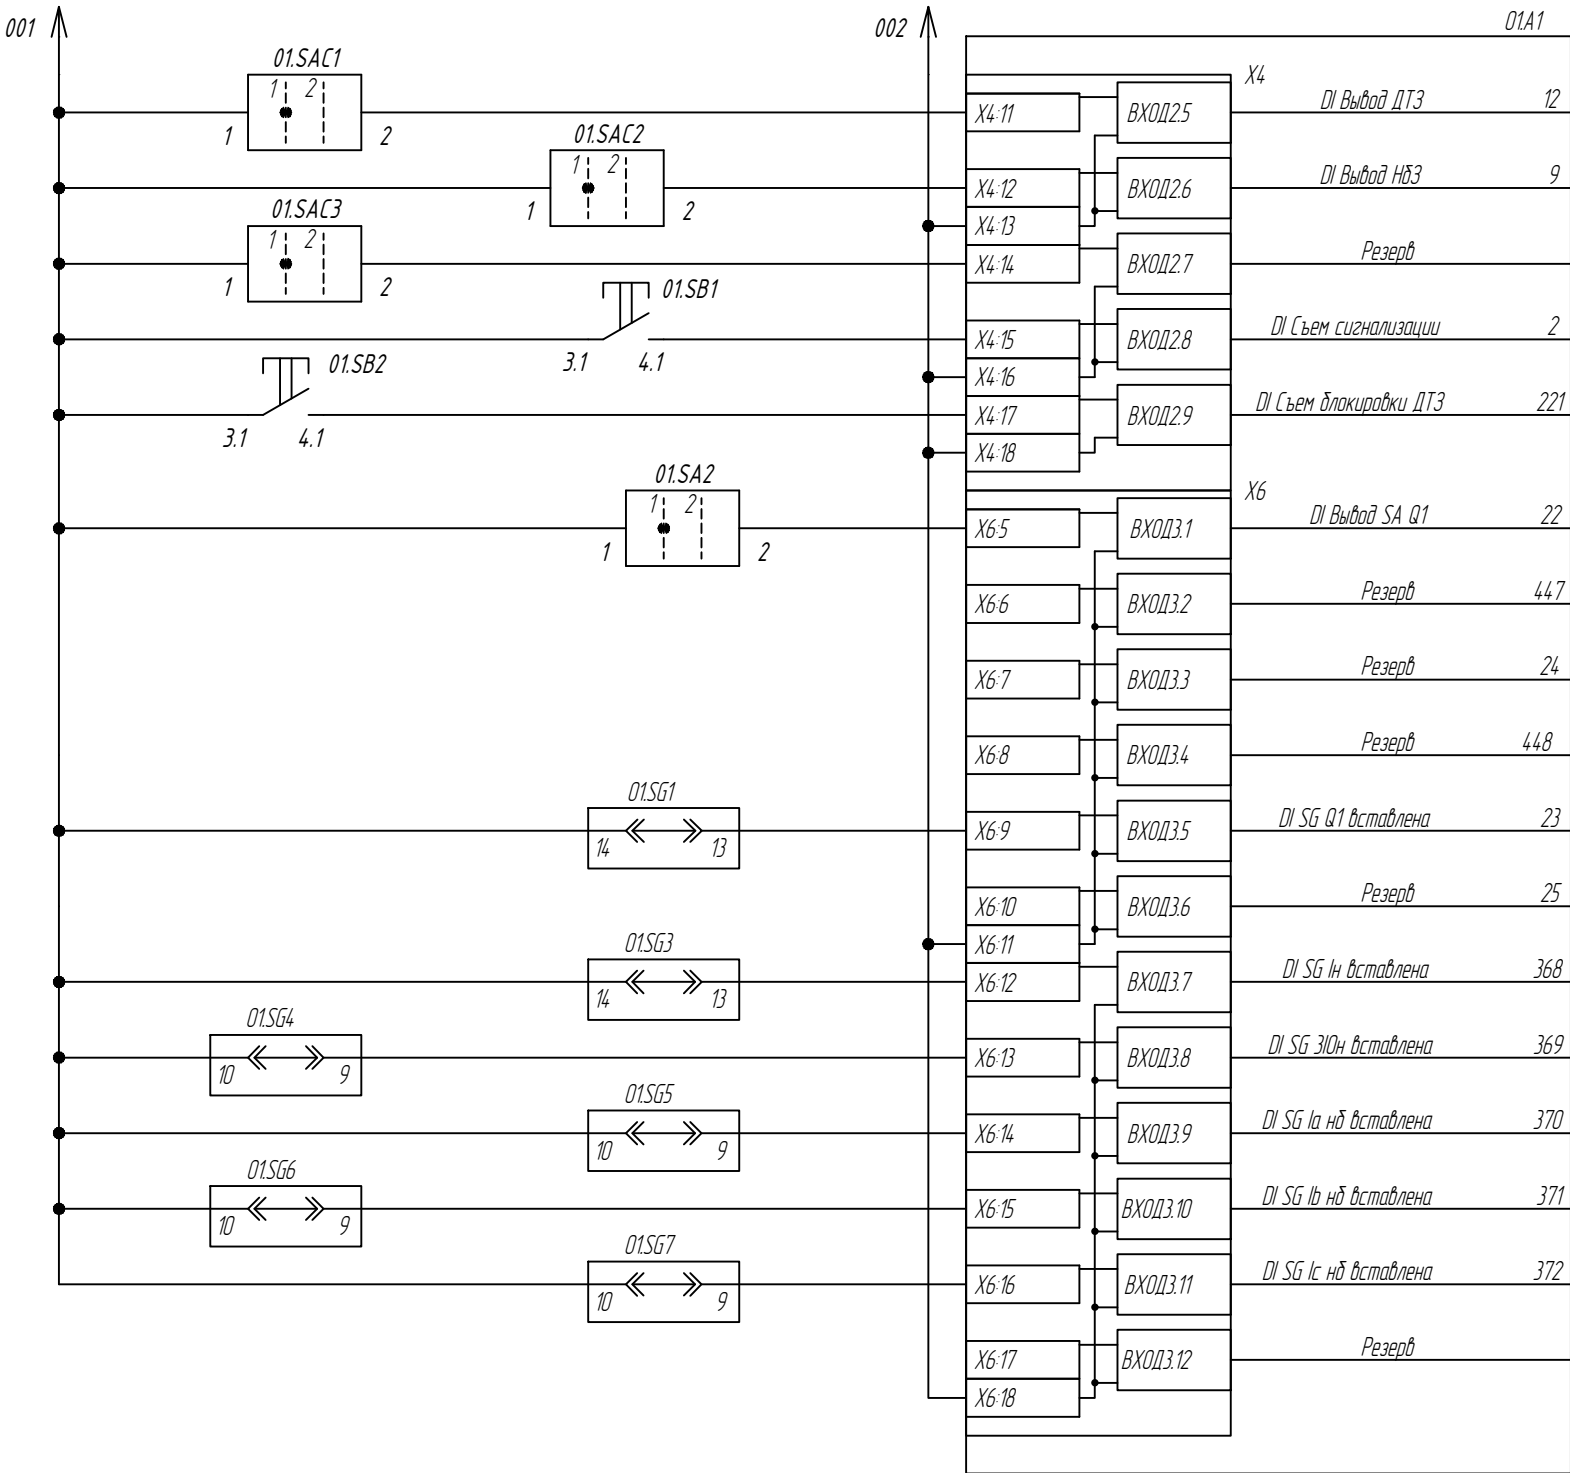 001
002
01.A1
01.SAC1
X4
1 2
X4:11
ВХОД2.5
DI Вывод ДТЗ
12
1
2
01.SAC2
1 2
X4:12
ВХОД2.6
DI Вывод НбЗ
9
1
2
01.SAC3
X4:13
1 2
X4:14
ВХОД2.7
Резерв
1
2
01.SB1
X4:15
ВХОД2.8
DI Съем сигнализации
2
3.1
4.1
01.SB2
X4:16
X4:17
ВХОД2.9
DI Съем блокировки ДТЗ
221
3.1
4.1
X4:18
01.SA2
X6
1 2
X6:5
ВХОД3.1
DI Вывод SA Q1
22
1
2
X6:6
ВХОД3.2
Резерв
447
X6:7
ВХОД3.3
Резерв
24
X6:8
ВХОД3.4
Резерв
448
01.SG1
14
13
X6:9
ВХОД3.5
DI SG Q1 вставлена
23
X6:10
ВХОД3.6
Резерв
25
X6:11
01.SG3
14
13
X6:12
ВХОД3.7
DI SG Iн вставлена
368
01.SG4
10
9
X6:13
ВХОД3.8
DI SG 3I0н вставлена
369
01.SG5
10
9
X6:14
ВХОД3.9
DI SG Ia нб вставлена
370
01.SG6
10
9
X6:15
ВХОД3.10
DI SG Ib нб вставлена
371
01.SG7
10
9
X6:16
ВХОД3.11
DI SG Ic нб вставлена
372
X6:17
ВХОД3.12
Резерв
X6:18